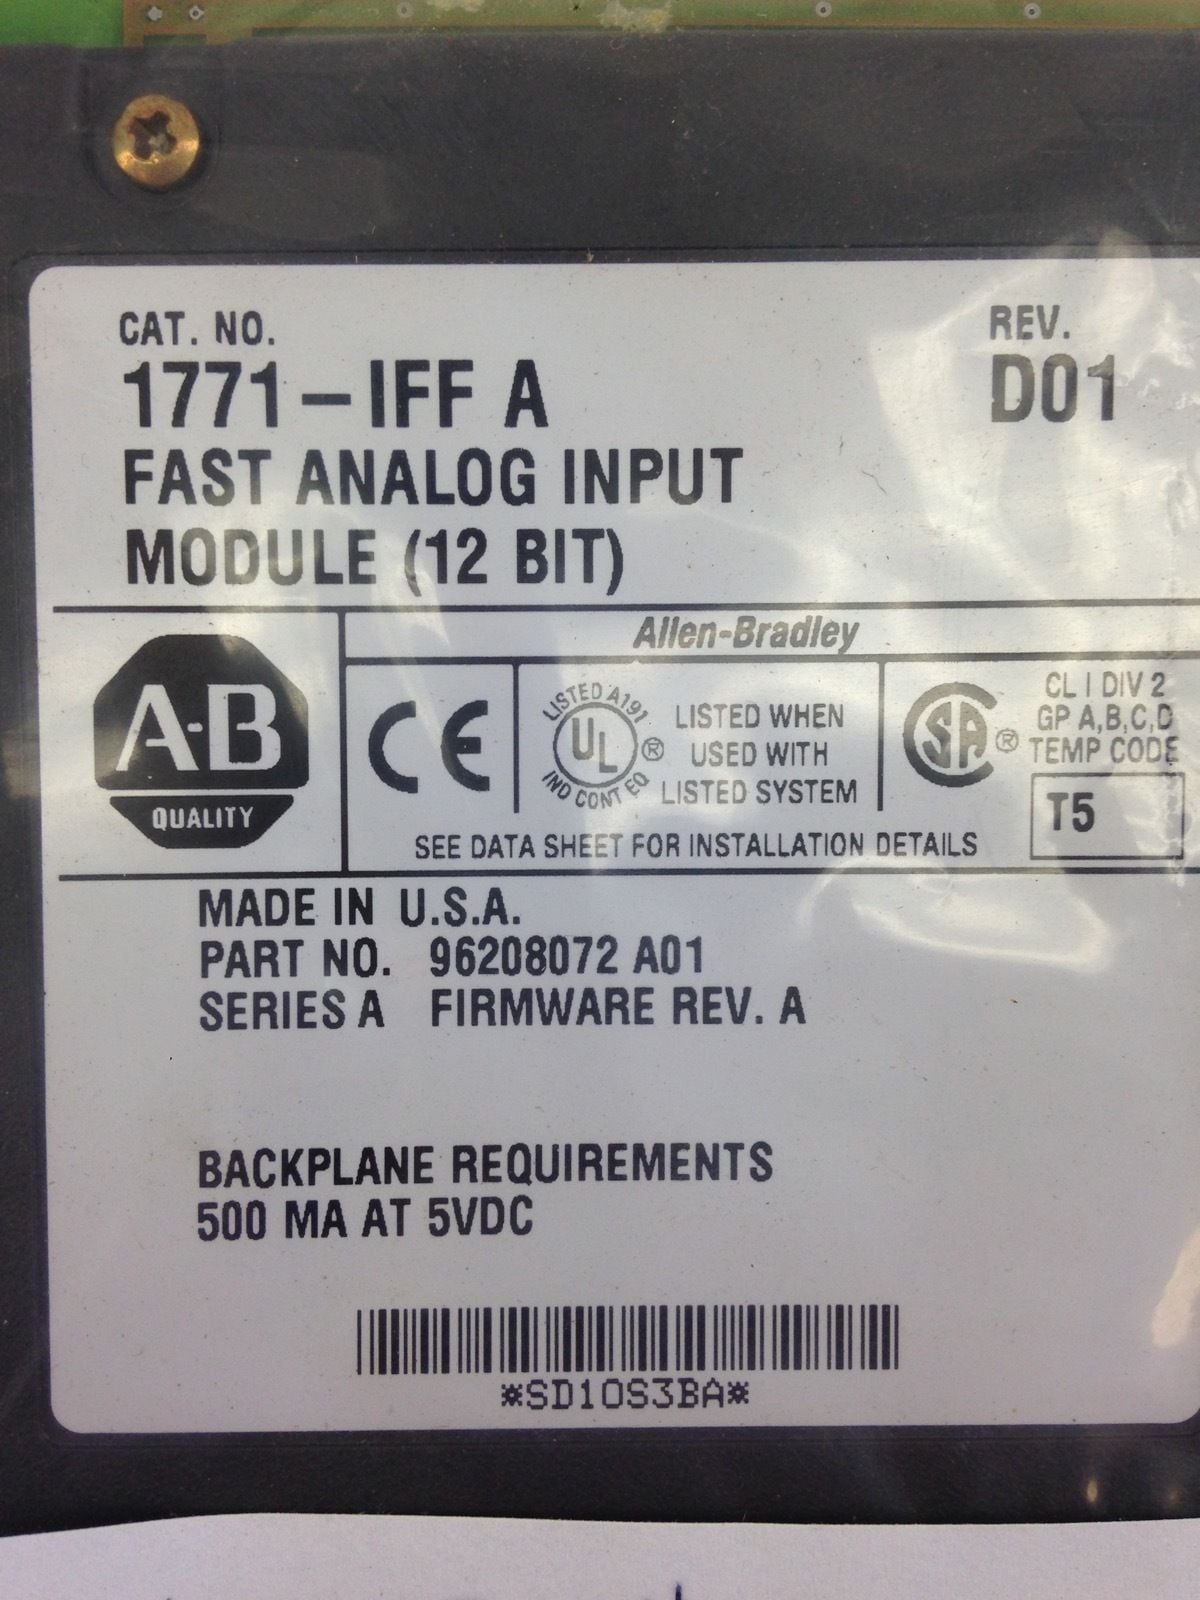 CAT. NO.
REV.
1771-IFF A
D01
FAST ANALOG INPUT
MODULE (12 BIT)
Allen-Bradley
A-B
QUALITY
CE
LISTED A191
UL ®
IND CONT EQ
LISTED WHEN
USED WITH
LISTED SYSTEM
SA ®
CL I DIV 2
GP A,B,C,D
TEMP CODE
T5
SEE DATA SHEET FOR INSTALLATION DETAILS
MADE IN U.S.A.
PART NO. 96208072 A01
SERIES A FIRMWARE REV. A
BACKPLANE REQUIREMENTS
500 MA AT 5VDC
*SD10S3BA*